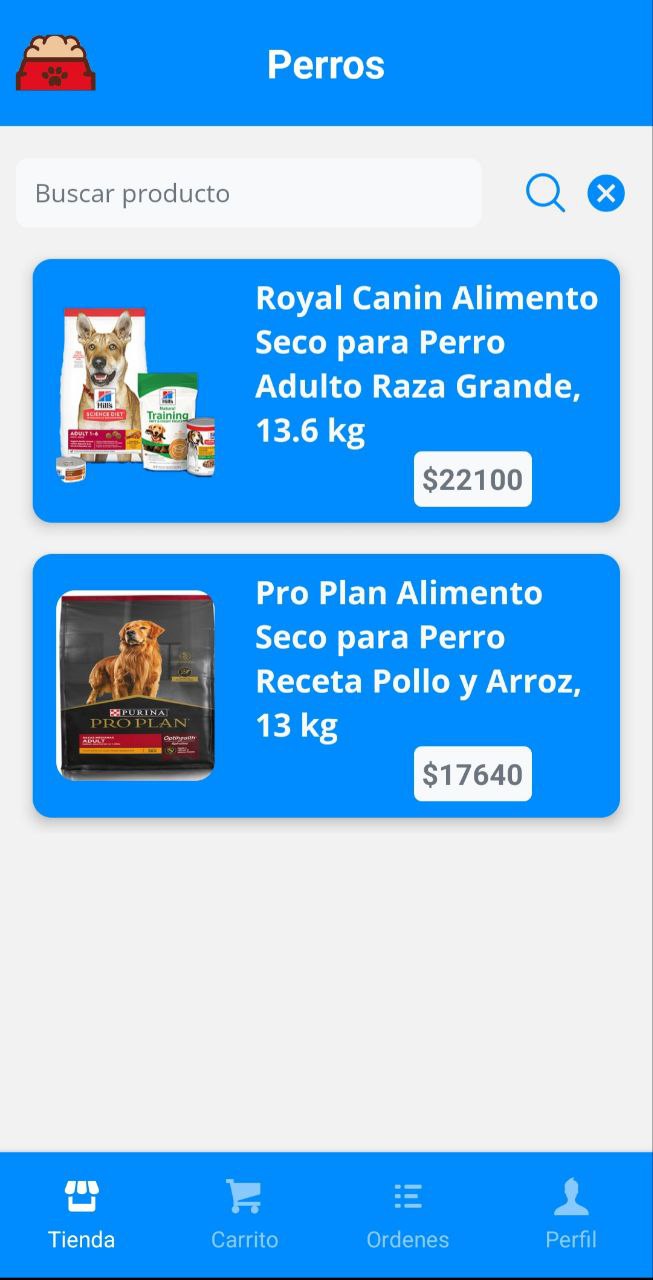 Perros
Buscar producto
Royal Canin Alimento
Seco para Perro
Adulto Raza Grande,
13.6 kg
Hill's
SCIENCE DIET
ADULT 1-6
Hill's
Natural
Training
$22100
Pro Plan Alimento
Seco para Perro
Receta Pollo y Arroz,
13 kg
PURINA
PRO PLAN
ADULT
Optihealth
$17640
Tienda
Carrito
Ordenes
Perfil